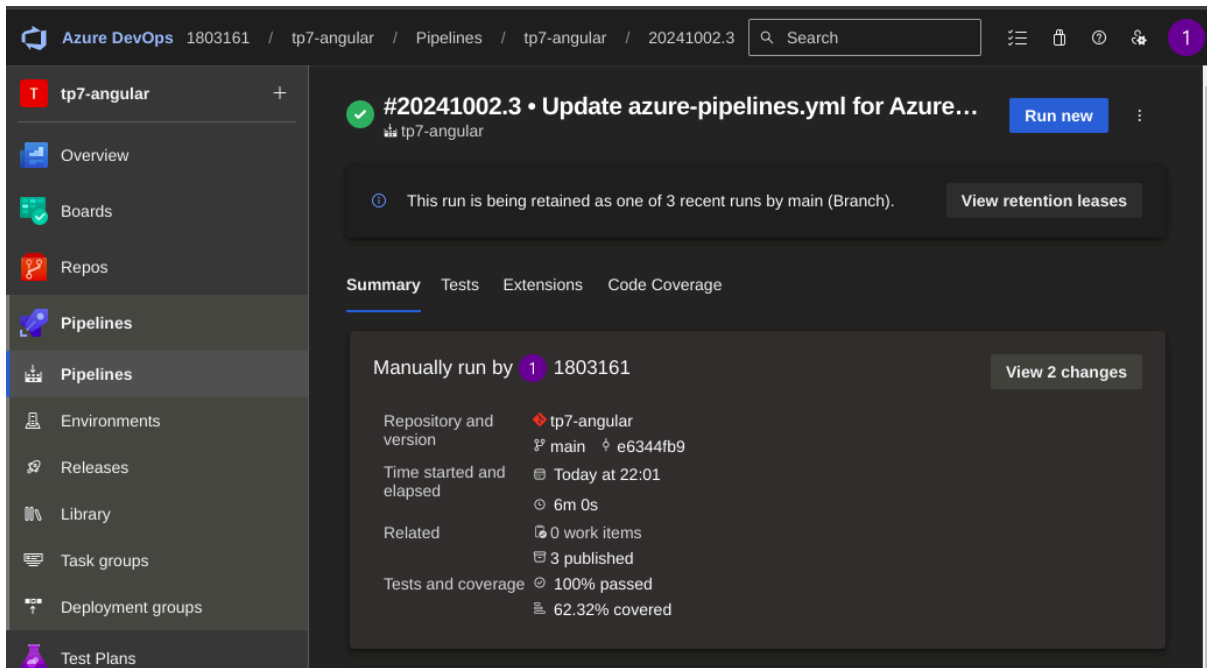 Azure DevOps 1803161 / tp7-angular / Pipelines / tp7-angular / 20241002.3 Search 1
T tp7-angular +
Overview
Boards
Repos
Pipelines
Pipelines
Environments
Releases
Library
Task groups
Deployment groups
Test Plans
#20241002.3 • Update azure-pipelines.yml for Azure…
tp7-angular
Run new
This run is being retained as one of 3 recent runs by main (Branch).
View retention leases
Summary Tests Extensions Code Coverage
Manually run by 1 1803161
View 2 changes
Repository and
version
tp7-angular
main e6344fb9
Time started and
elapsed
Today at 22:01
6m 0s
Related
0 work items
3 published
Tests and coverage
100% passed
62.32% covered